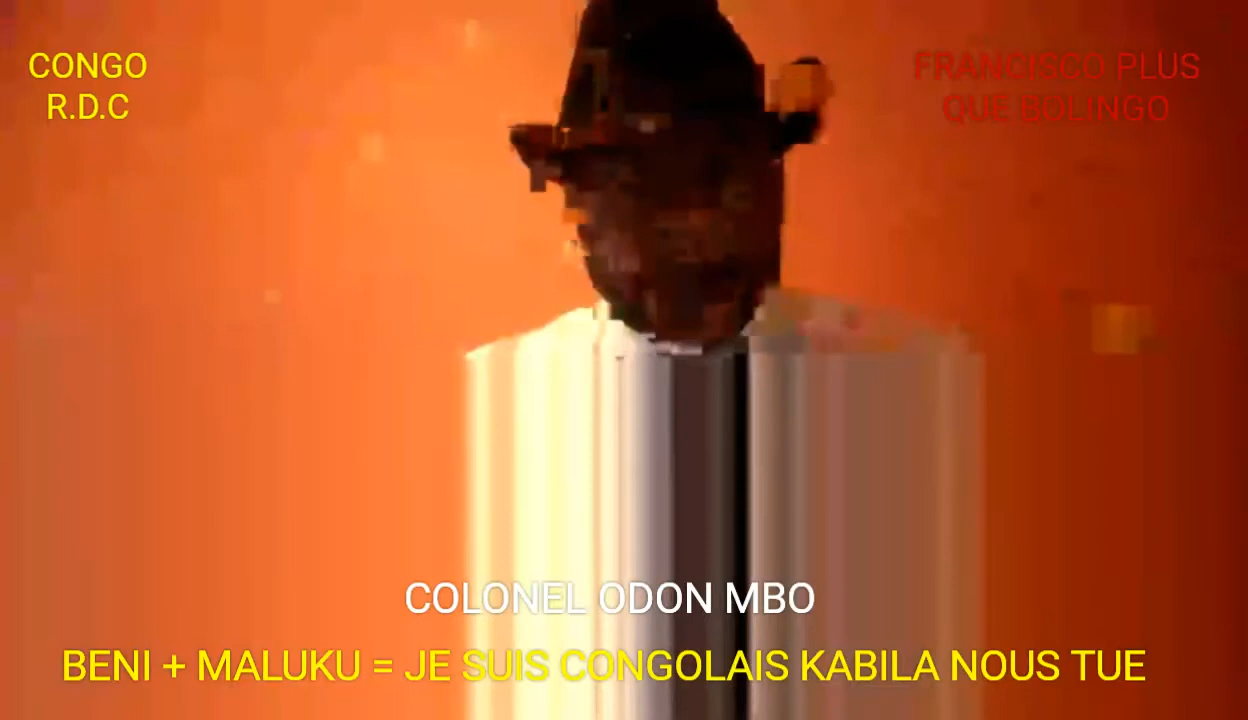 CONGO
R.D.C
FRANCISCO PLUS
QUE BOLINGO
COLONEL ODON MBO
BENI + MALUKU = JE SUIS CONGOLAIS KABILA NOUS TUE